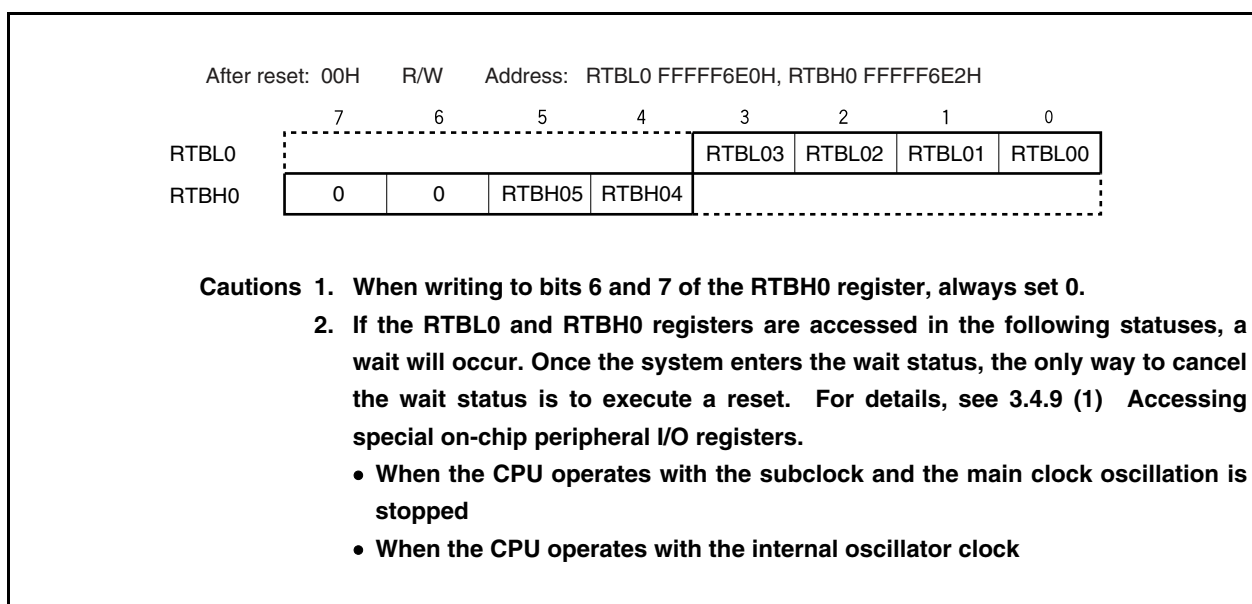 After reset: 00H R/W Address: RTBL0 FFFFF6E0H, RTBH0 FFFFF6E2H
7 6 5 4 3 2 1 0
RTBL0 RTBL03 RTBL02 RTBL01 RTBL00
RTBH0 0 0 RTBH05 RTBH04
Cautions 1. When writing to bits 6 and 7 of the RTBH0 register, always set 0.
2. If the RTBL0 and RTBH0 registers are accessed in the following statuses, a
wait will occur. Once the system enters the wait status, the only way to cancel
the wait status is to execute a reset. For details, see 3.4.9 (1) Accessing
special on-chip peripheral I/O registers.
• When the CPU operates with the subclock and the main clock oscillation is
stopped
• When the CPU operates with the internal oscillator clock